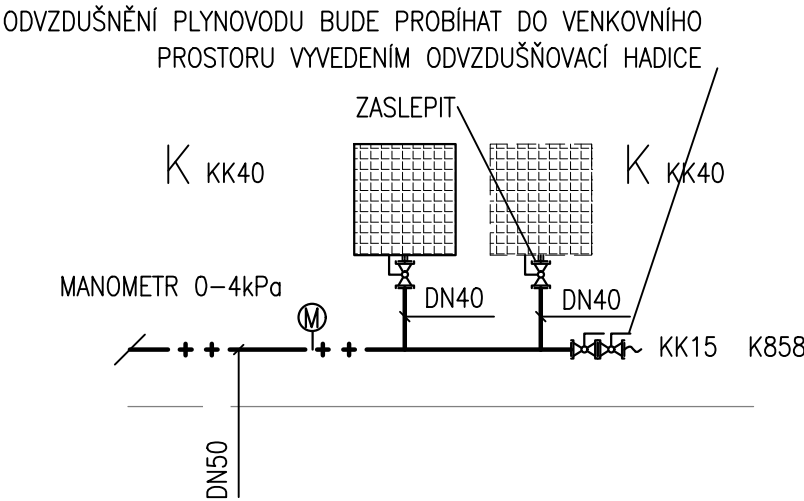 ODVZDUŠNĚNÍ PLYNOVODU BUDE PROBÍHAT DO VENKOVNÍHO
PROSTORU VYVEDENÍM ODVZDUŠŇOVACÍ HADICE
ZASLEPIT
K KK40
K KK40
MANOMETR 0-4kPa
DN40
DN40
M
KK15 K858
DN50